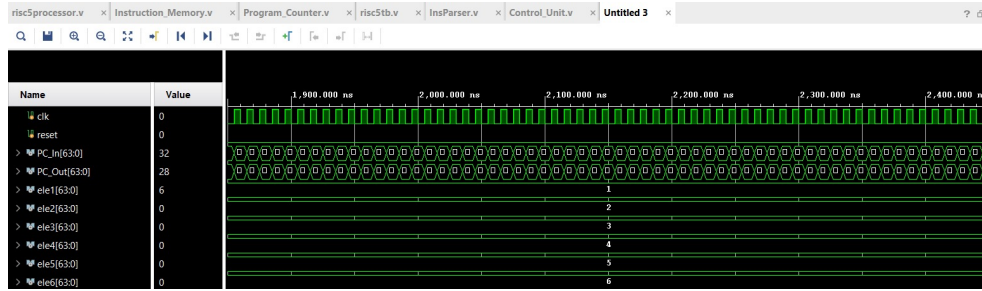 risc5processor.v × Instruction_Memory.v × Program_Counter.v × risc5tb.v × InsParser.v × Control_Unit.v × Untitled 3 ×
Name Value
1,900.000 ns 2,000.000 ns 2,100.000 ns 2,200.000 ns 2,300.000 ns 2,400.000 n
clk 0
reset 0
> PC_In[63:0] 32
> PC_Out[63:0] 28
> ele1[63:0] 6 1
> ele2[63:0] 0 2
> ele3[63:0] 0 3
> ele4[63:0] 0 4
> ele5[63:0] 0 5
> ele6[63:0] 0 6